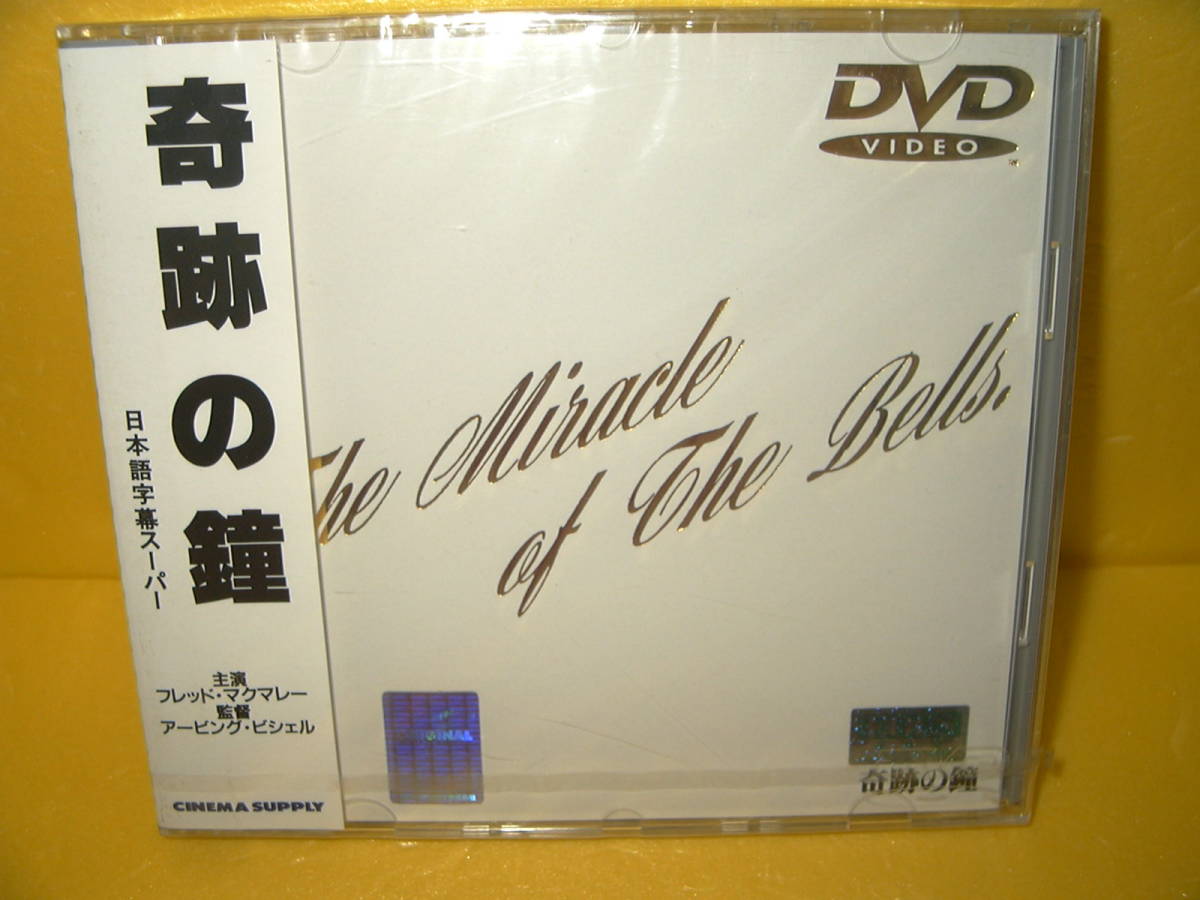 奇跡の鐘
日本語字幕スーパー
主演
フレッド・マクマレー
監督
アービング・ビシェル
CINEMA SUPPLY
DVD
VIDEO
The Miracle
of The Bells.
ORIGINAL
奇跡の鐘